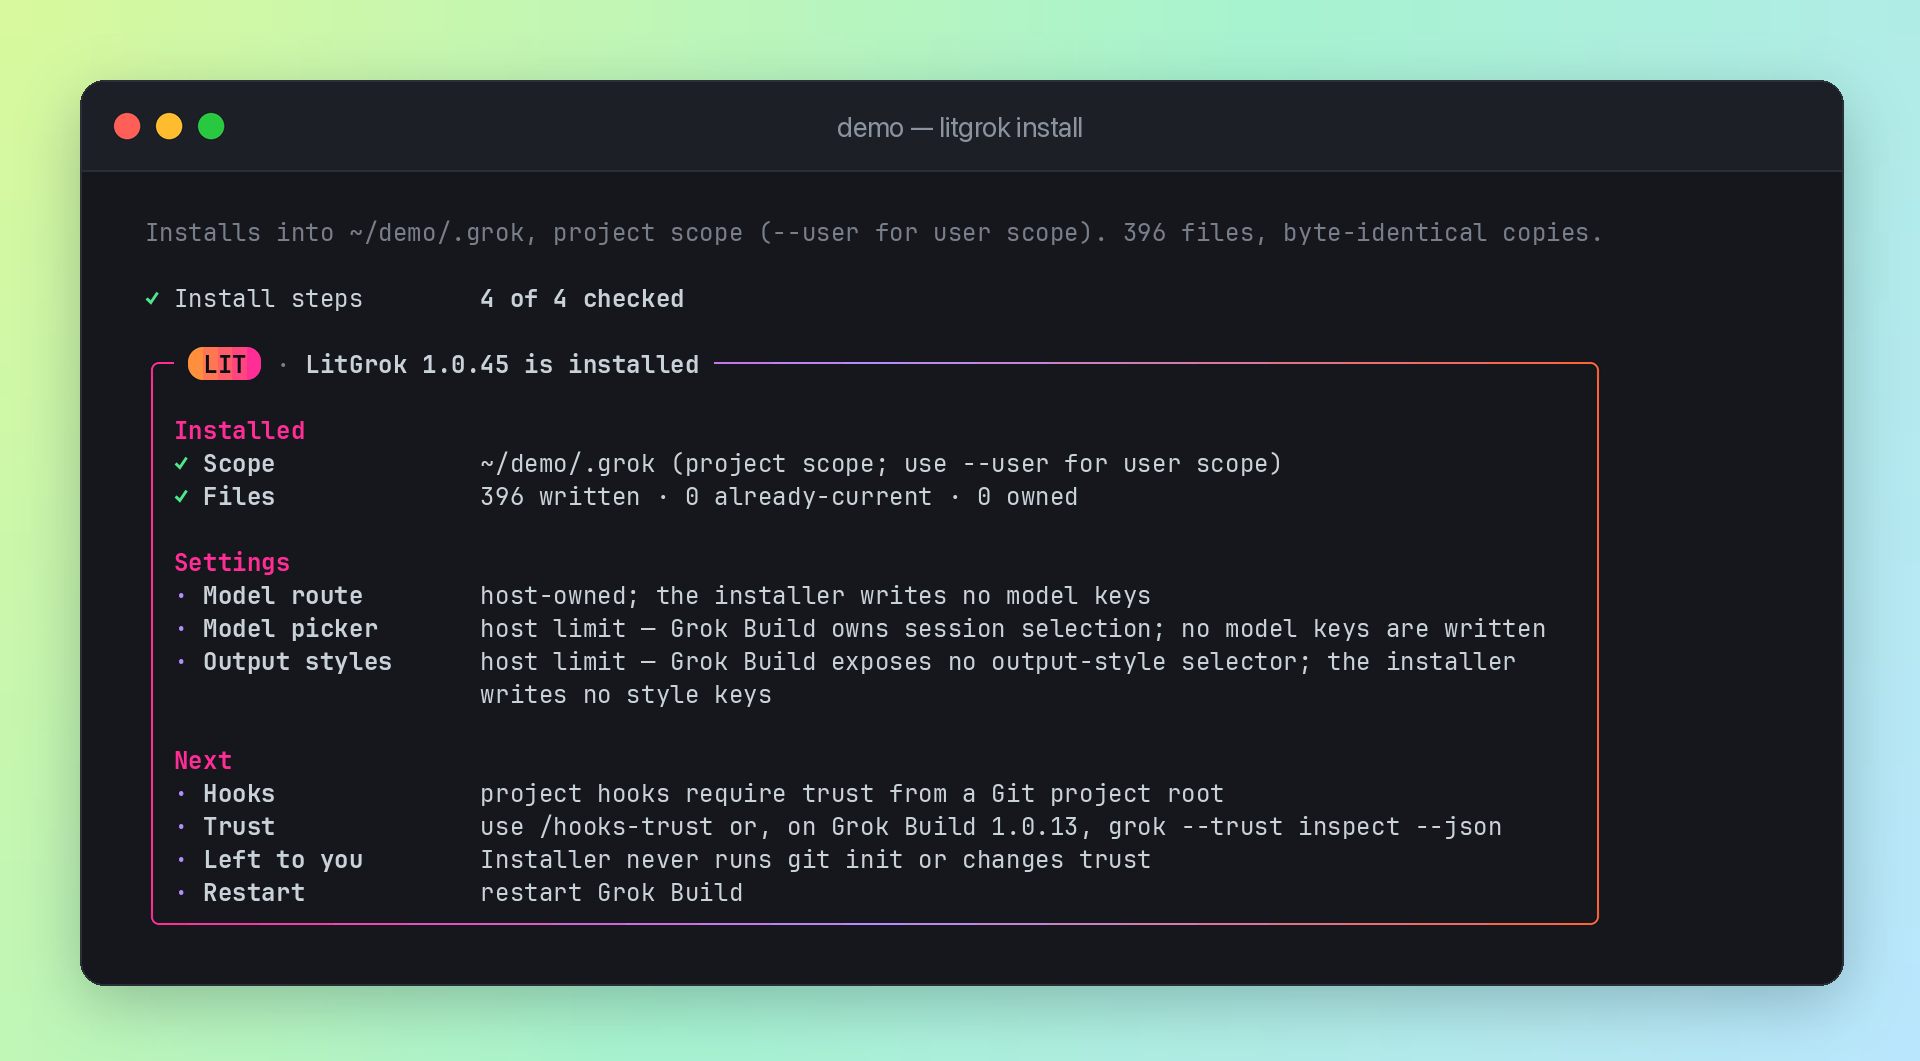 demo — litgrok install
Installs into ~/demo/.grok, project scope (--user for user scope). 396 files, byte-identical copies.
✓ Install steps 4 of 4 checked
LIT · LitGrok 1.0.45 is installed
Installed
✓ Scope ~/demo/.grok (project scope; use --user for user scope)
✓ Files 396 written · 0 already-current · 0 owned
Settings
· Model route host-owned; the installer writes no model keys
· Model picker host limit — Grok Build owns session selection; no model keys are written
· Output styles host limit — Grok Build exposes no output-style selector; the installer
writes no style keys
Next
· Hooks project hooks require trust from a Git project root
· Trust use /hooks-trust or, on Grok Build 1.0.13, grok --trust inspect --json
· Left to you Installer never runs git init or changes trust
· Restart restart Grok Build